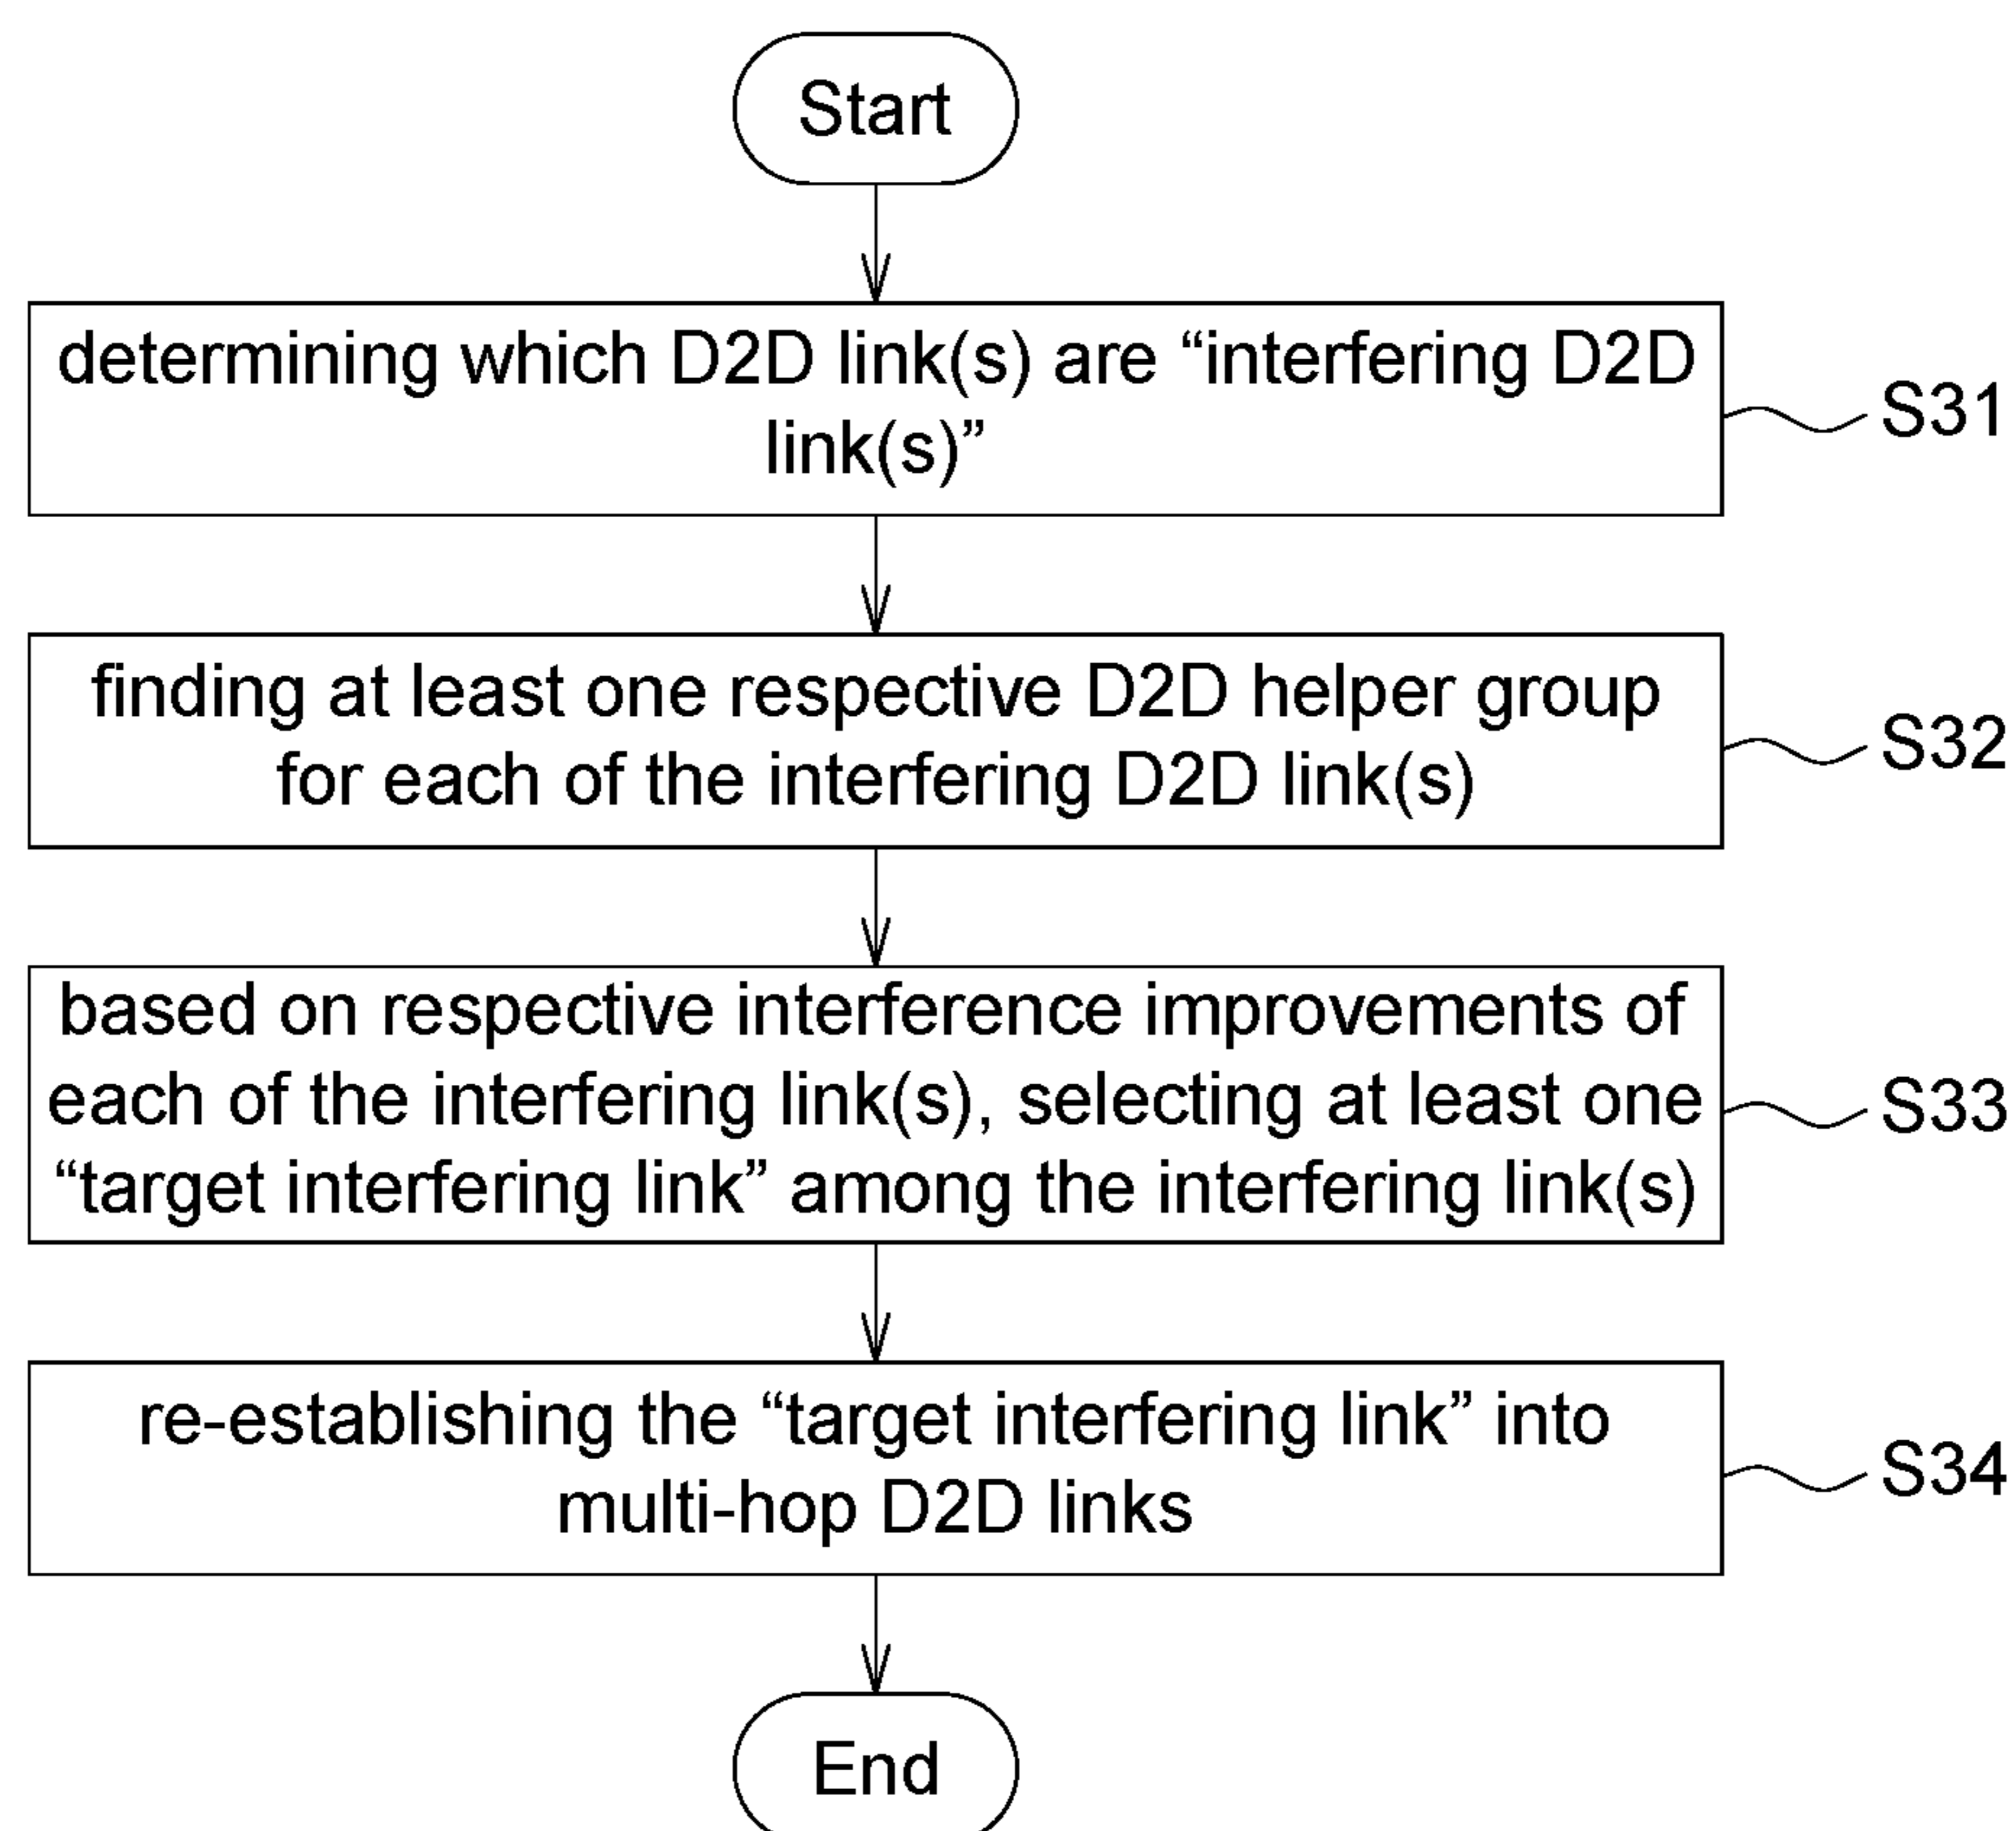 Start
determining which D2D link(s) are “interfering D2D
link(s)”
S31
finding at least one respective D2D helper group
for each of the interfering D2D link(s)
S32
based on respective interference improvements of
each of the interfering link(s), selecting at least one
“target interfering link” among the interfering link(s)
S33
re-establishing the “target interfering link” into
multi-hop D2D links
S34
End